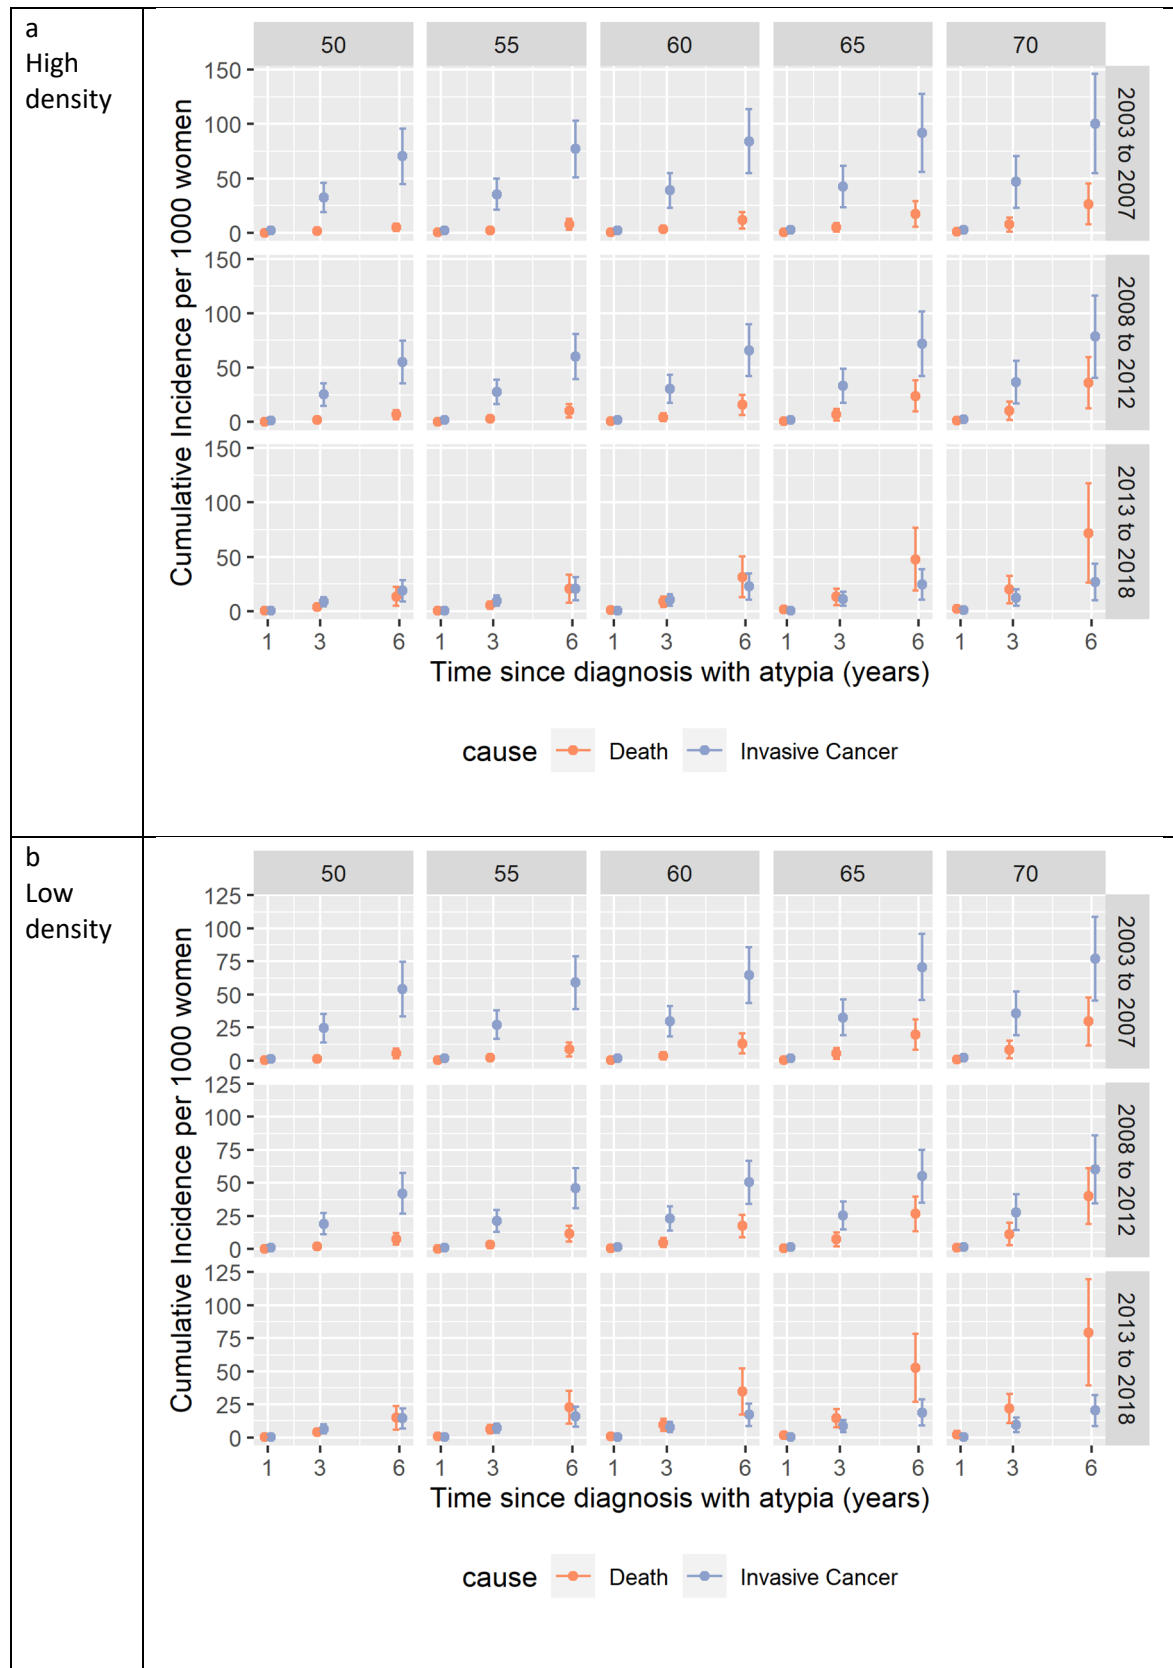 a
High
density
50 55 60 65 70
Cumulative Incidence per 1000 women
150
100
50
0
2003 to 2007
150
100
50
0
2008 to 2012
150
100
50
0
2013 to 2018
1 3 6 1 3 6 1 3 6 1 3 6 1 3 6
Time since diagnosis with atypia (years)
cause Death Invasive Cancer
b
Low
density
50 55 60 65 70
Cumulative Incidence per 1000 women
125
100
75
50
25
0
2003 to 2007
125
100
75
50
25
0
2008 to 2012
125
100
75
50
25
0
2013 to 2018
1 3 6 1 3 6 1 3 6 1 3 6 1 3 6
Time since diagnosis with atypia (years)
cause Death Invasive Cancer